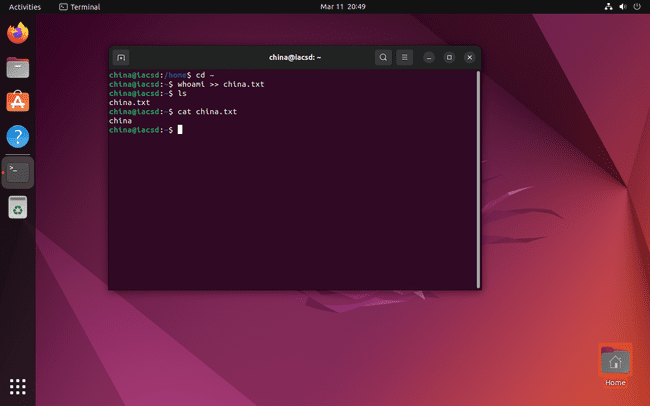 Activities
Terminal
Mar 11 20:49
china@iacsd: ~
china@iacsd:/home$ cd ~
china@iacsd:~$ whoami >> china.txt
china@iacsd:~$ ls
china.txt
china@iacsd:~$ cat china.txt
china
china@iacsd:~$
Home